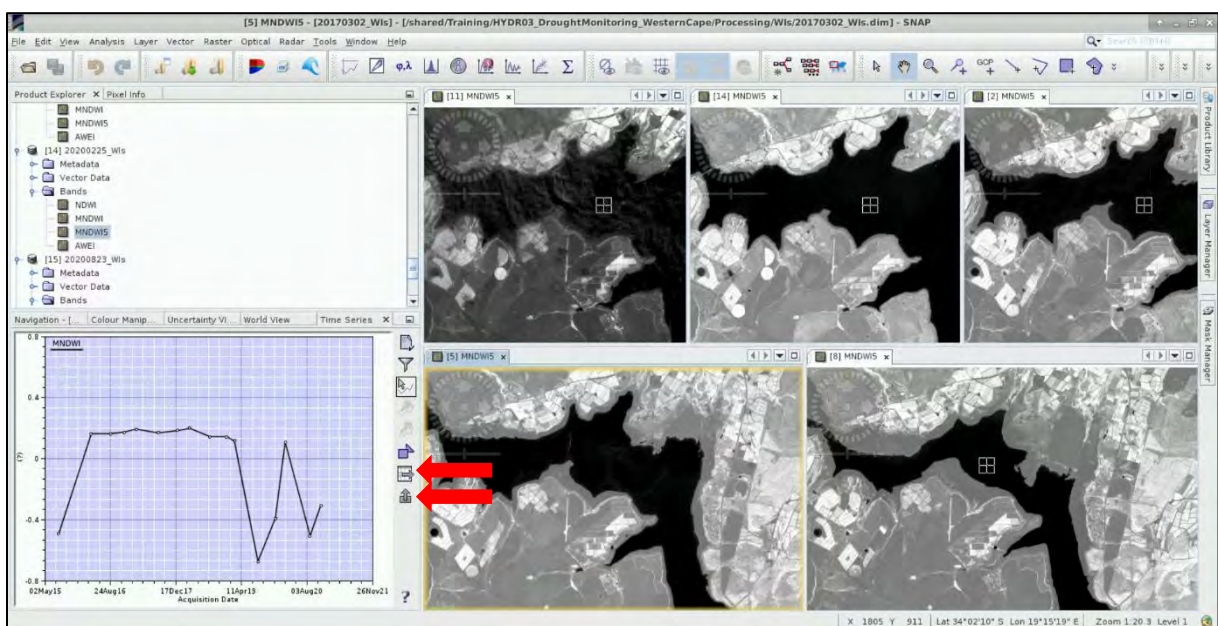 [5] MNDWI5 - [20170302_WIs] - [/shared/Training/HYDR03_DroughtMonitoring_WesternCape/Processing/WIs/20170302_WIs.dim] - SNAP
File Edit View Analysis Layer Vector Raster Optical Radar Tools Window Help
φ,λ
Σ
GCP
Product Explorer × Pixel Info
MNDWI
MNDWI5
AWEI
[14] 20200225_WIs
Metadata
Vector Data
Bands
NDWI
MNDWI
MNDWI5
AWEI
[15] 20200823_WIs
Metadata
Vector Data
Bands
[11] MNDWI5 ×
[14] MNDWI5 ×
[2] MNDWI5 ×
[5] MNDWI5 ×
[8] MNDWI5 ×
Product Library
Layer Manager
Mask Manager
Navigation - [... Colour Manip... Uncertainty Vi... World View Time Series ×
MNDWI
0.8
0.4
0
-0.4
-0.8
(?)
02May15 24Aug16 17Dec17 11Apr19 03Aug20 26Nov21
Acquisition Date
?
X 1805 Y 911 Lat 34°02'10" S Lon 19°15'19" E Zoom 1:20.3 Level 1